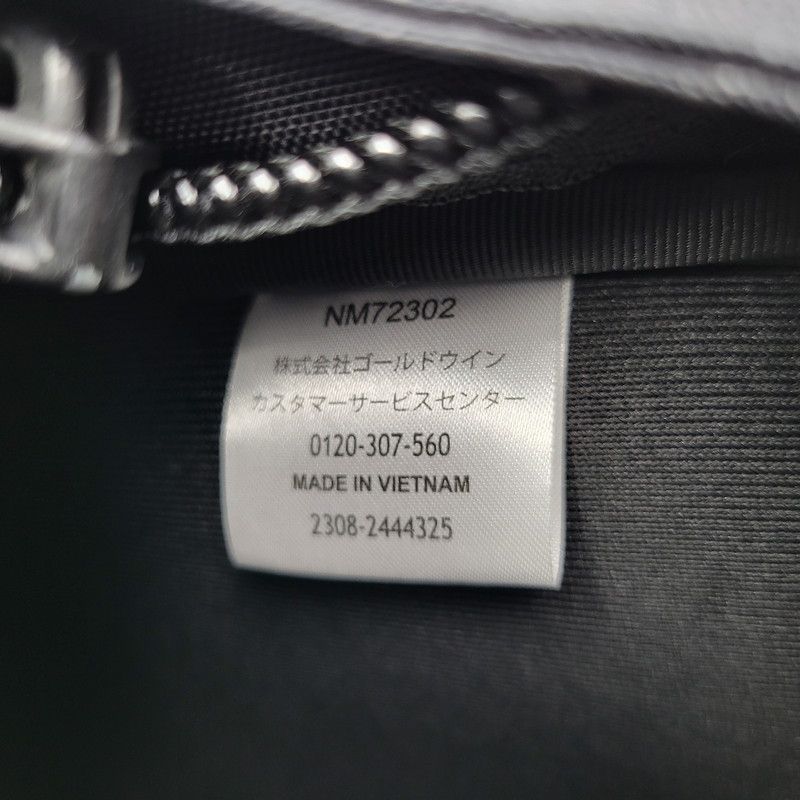 NM72302
株式会社ゴールドウイン
カスタマーサービスセンター
0120-307-560
MADE IN VIETNAM
2308-2444325